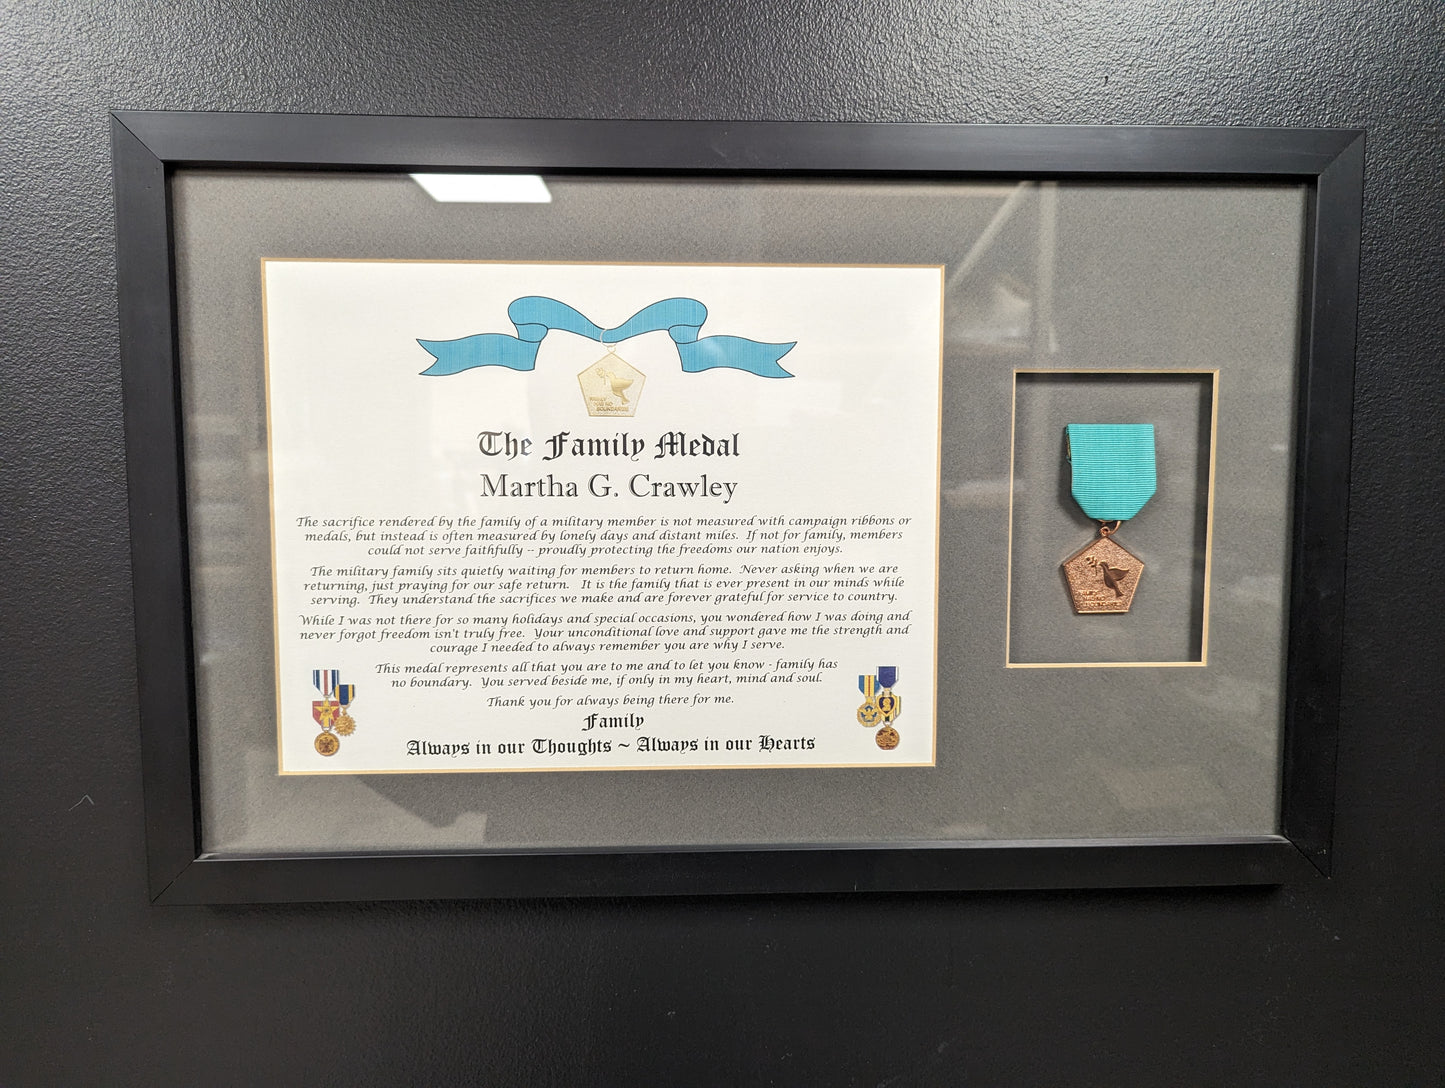 FAMILY
HAS NO
BOUNDARIES
The Family Medal
Martha G. Crawley
The sacrifice rendered by the family of a military member is not measured with campaign ribbons or
medals, but instead is often measured by lonely days and distant miles.  If not for family, members
could not serve faithfully -- proudly protecting the freedoms our nation enjoys.
The military family sits quietly waiting for members to return home.  Never asking when we are
returning, just praying for our safe return.  It is the family that is ever present in our minds while
serving.  They understand the sacrifices we make and are forever grateful for service to country.
While I was not there for so many holidays and special occasions, you wondered how I was doing and
never forgot freedom isn't truly free.  Your unconditional love and support gave me the strength and
courage I needed to always remember you are why I serve.
This medal represents all that you are to me and to let you know - family has
no boundary.  You served beside me, if only in my heart, mind and soul.
Thank you for always being there for me.
Family
Always in our Thoughts ~ Always in our Hearts